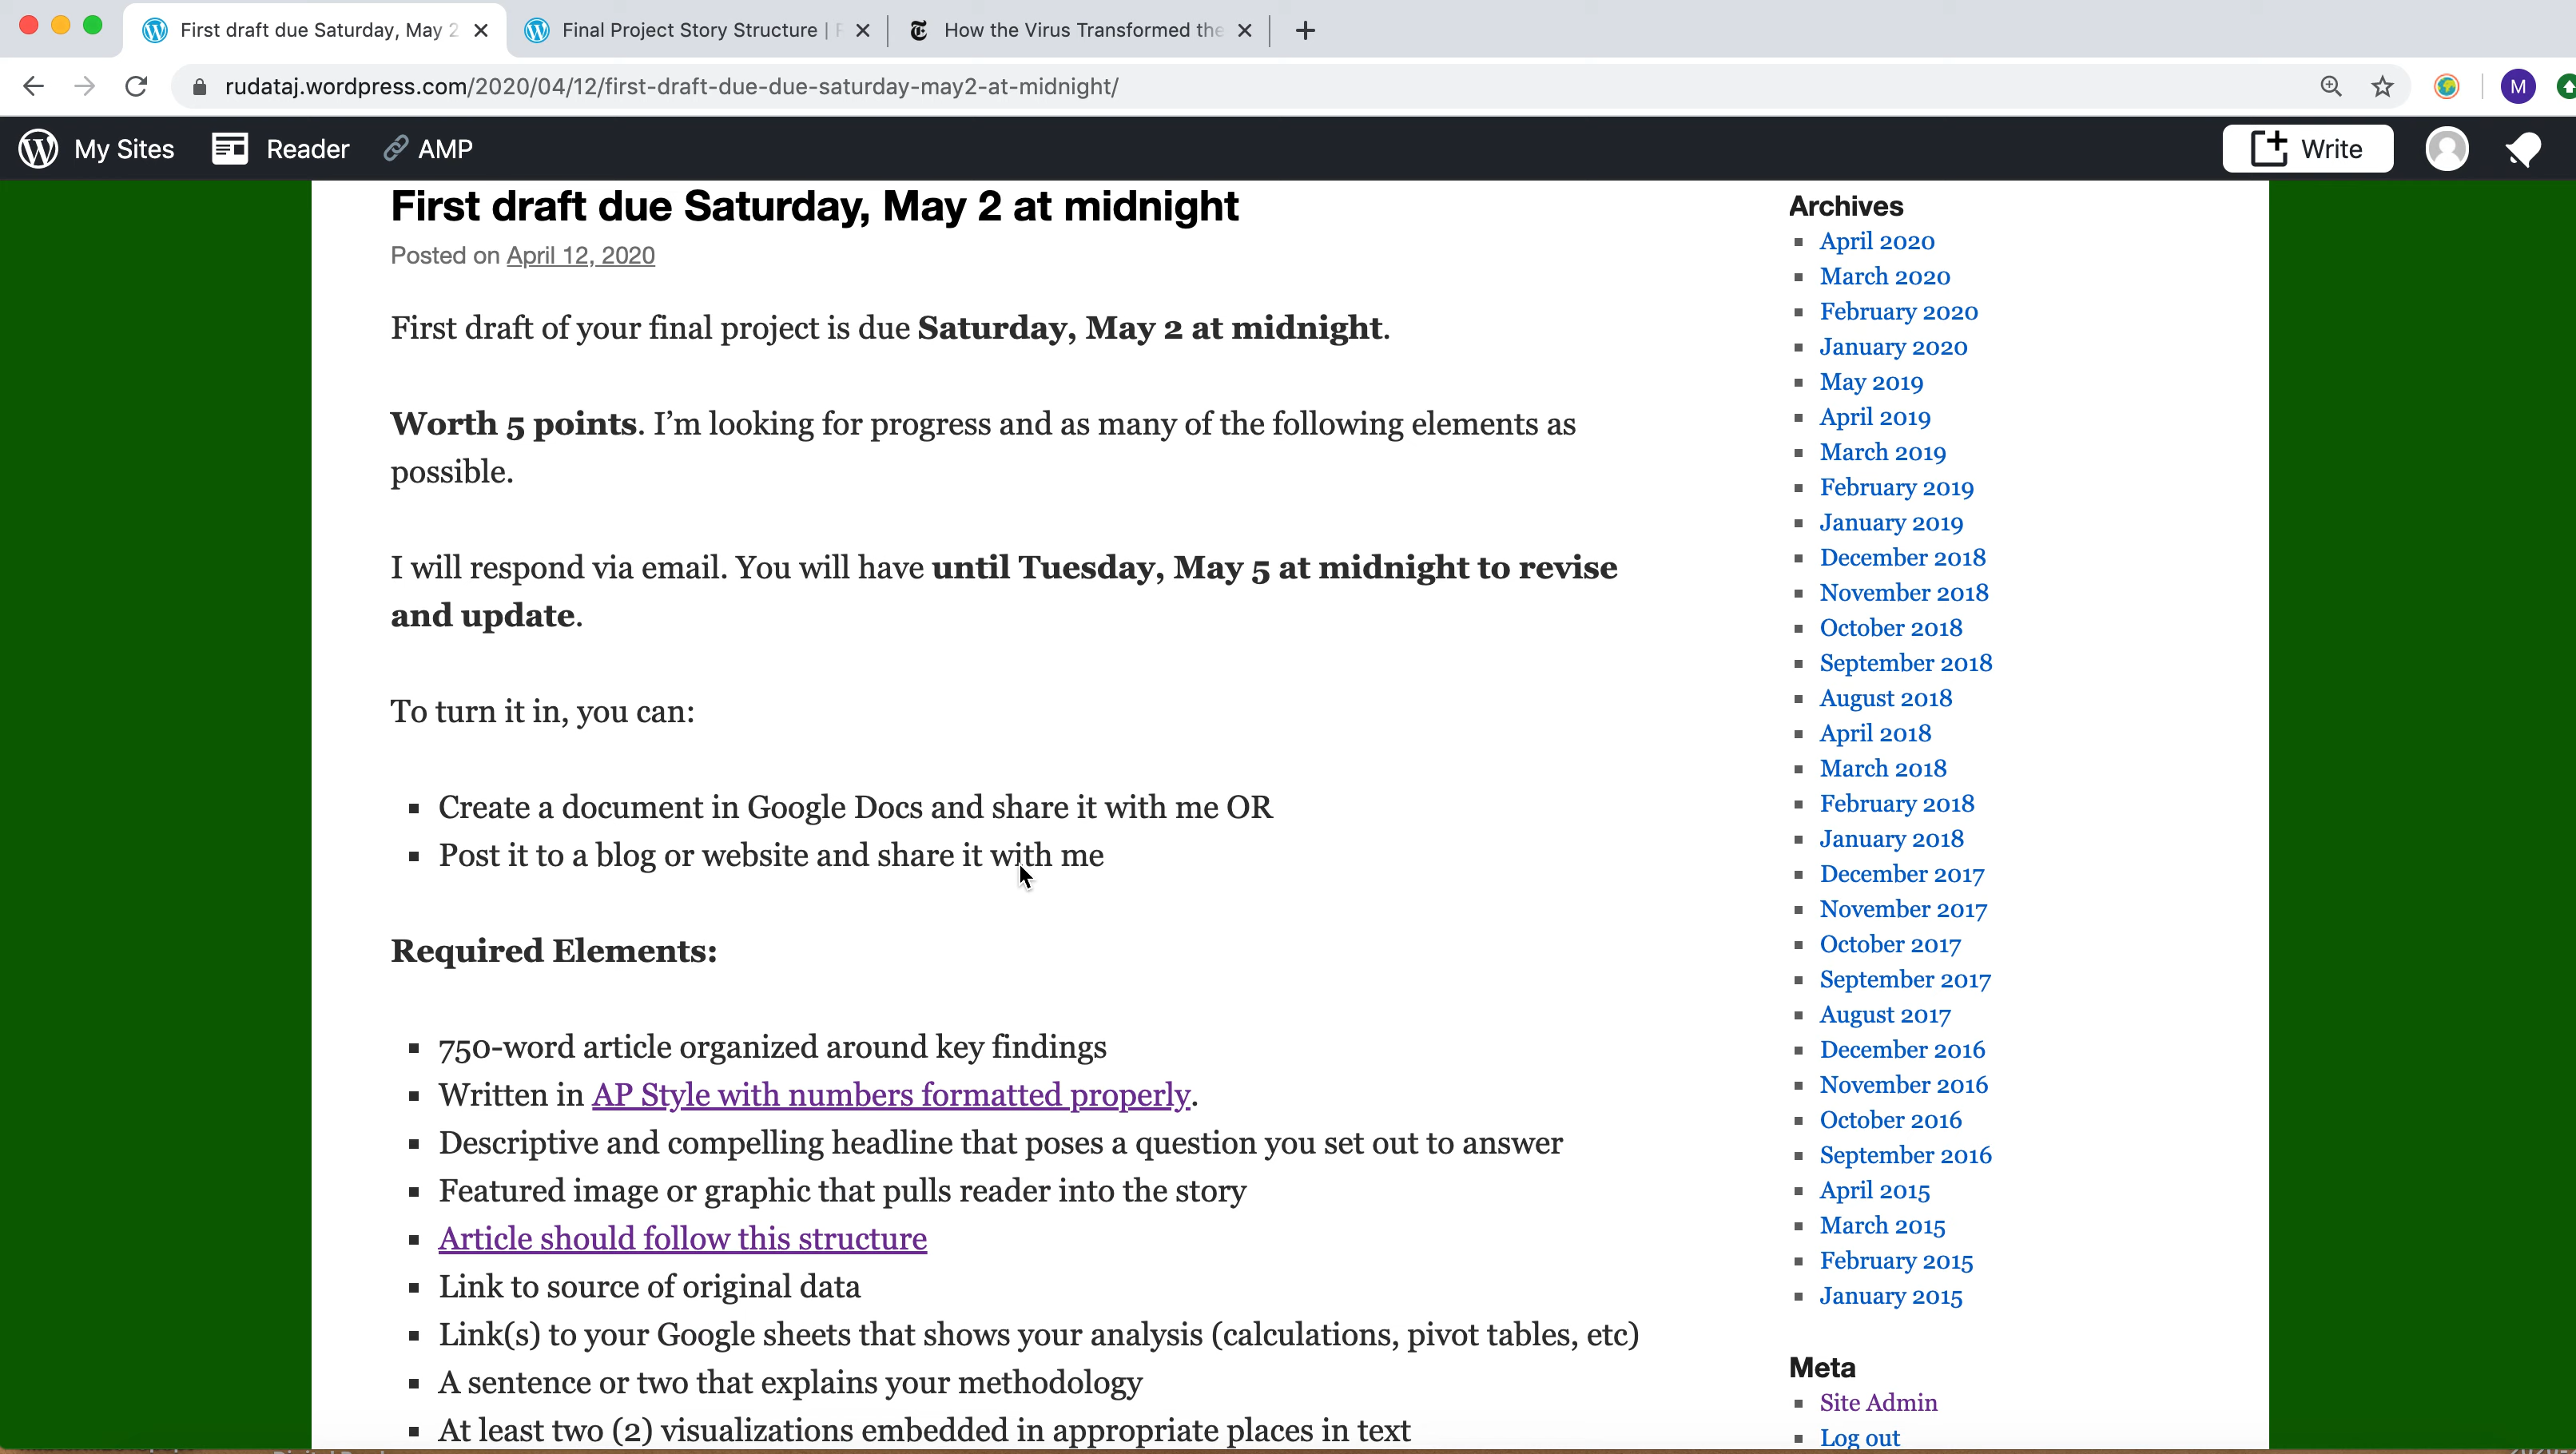 First draft due Saturday, May 2
Final Project Story Structure |
How the Virus Transformed the
rudataj.wordpress.com/2020/04/12/first-draft-due-due-saturday-may2-at-midnight/
M
My Sites
Reader
AMP
Write
First draft due Saturday, May 2 at midnight
Posted on April 12, 2020
First draft of your final project is due Saturday, May 2 at midnight.
Worth 5 points. I’m looking for progress and as many of the following elements as
possible.
I will respond via email. You will have until Tuesday, May 5 at midnight to revise
and update.
To turn it in, you can:
Create a document in Google Docs and share it with me OR
Post it to a blog or website and share it with me
Required Elements:
750-word article organized around key findings
Written in AP Style with numbers formatted properly.
Descriptive and compelling headline that poses a question you set out to answer
Featured image or graphic that pulls reader into the story
Article should follow this structure
Link to source of original data
Link(s) to your Google sheets that shows your analysis (calculations, pivot tables, etc)
A sentence or two that explains your methodology
At least two (2) visualizations embedded in appropriate places in text
Archives
April 2020
March 2020
February 2020
January 2020
May 2019
April 2019
March 2019
February 2019
January 2019
December 2018
November 2018
October 2018
September 2018
August 2018
April 2018
March 2018
February 2018
January 2018
December 2017
November 2017
October 2017
September 2017
August 2017
December 2016
November 2016
October 2016
September 2016
April 2015
March 2015
February 2015
January 2015
Meta
Site Admin
Log out